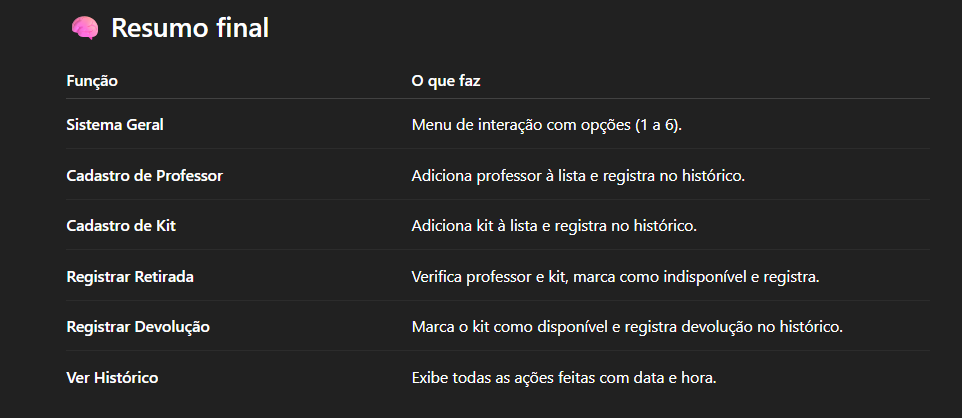 🧠 Resumo final
Função O que faz
Sistema Geral Menu de interação com opções (1 a 6).
Cadastro de Professor Adiciona professor à lista e registra no histórico.
Cadastro de Kit Adiciona kit à lista e registra no histórico.
Registrar Retirada Verifica professor e kit, marca como indisponível e registra.
Registrar Devolução Marca o kit como disponível e registra devolução no histórico.
Ver Histórico Exibe todas as ações feitas com data e hora.